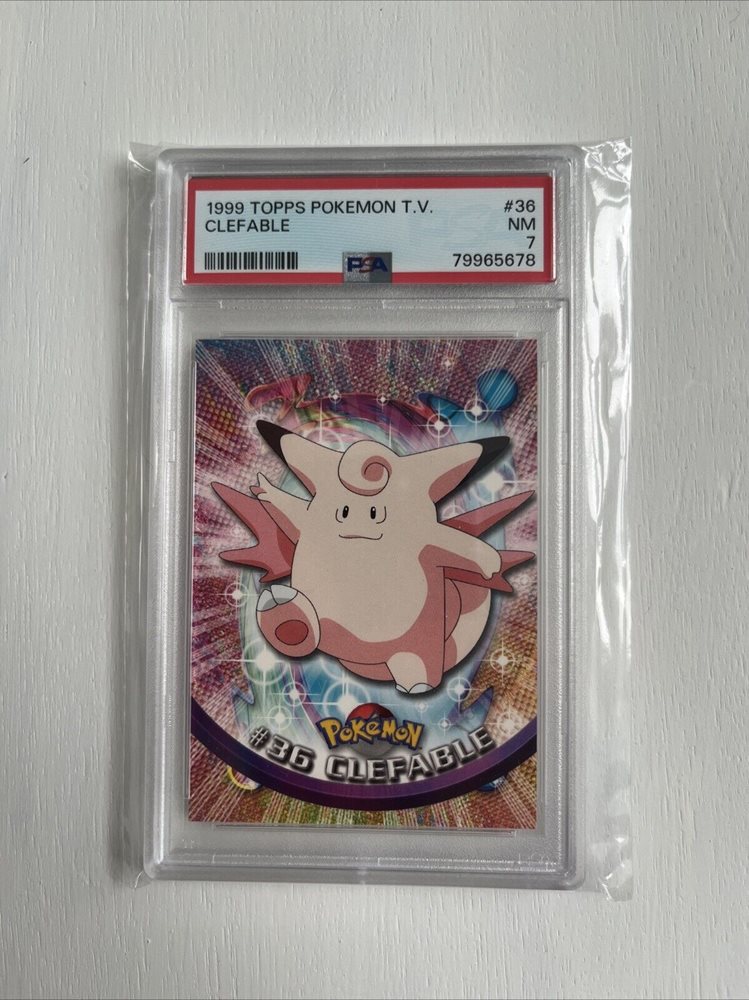 1999 TOPPS POKEMON T.V. #36
CLEFABLE NM
7
PSA 79965678
POKéMON
#36 CLEFABLE